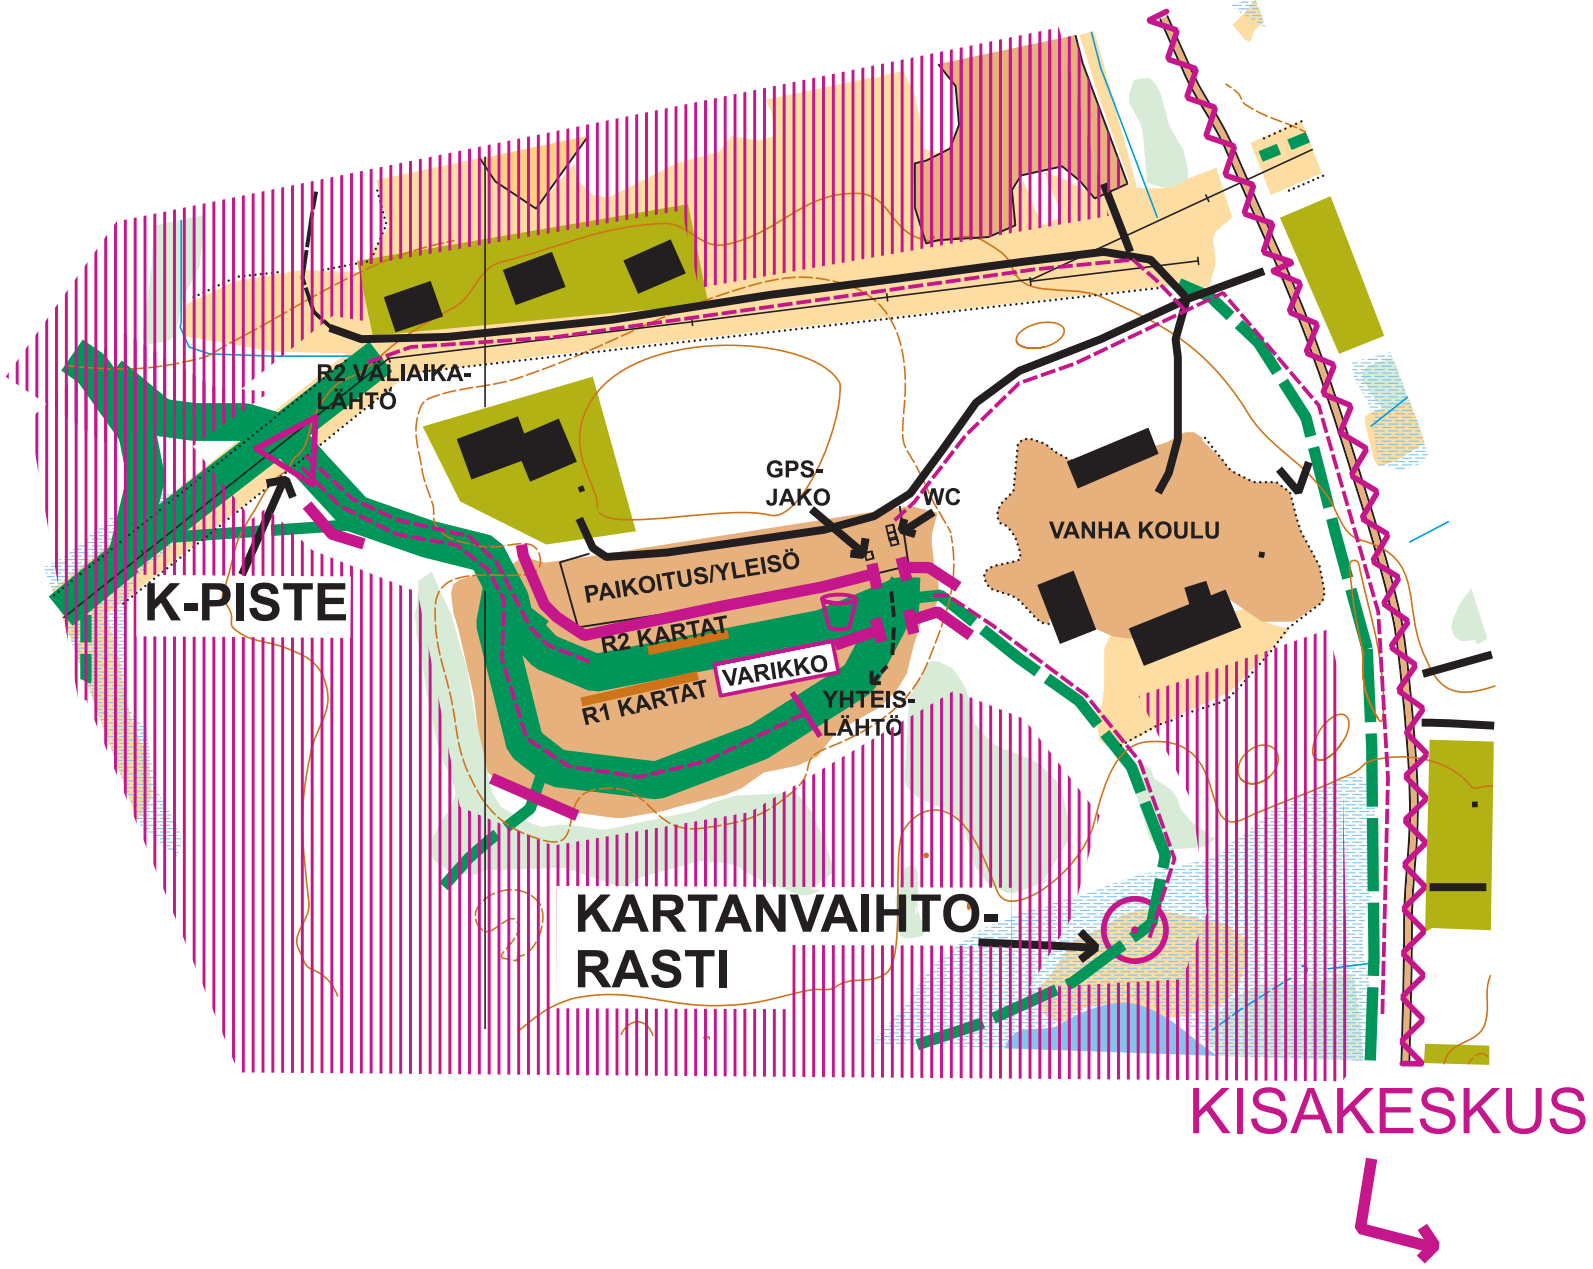 R2 VÄLIAIKA-
LÄHTÖ
GPS-
JAKO
WC
VANHA KOULU
PAIKOITUS/YLEISÖ
K-PISTE
R2 KARTAT
VARIKKO
R1 KARTAT
YHTEIS-
LÄHTÖ
KARTANVAIHTO-
RASTI
KISAKESKUS